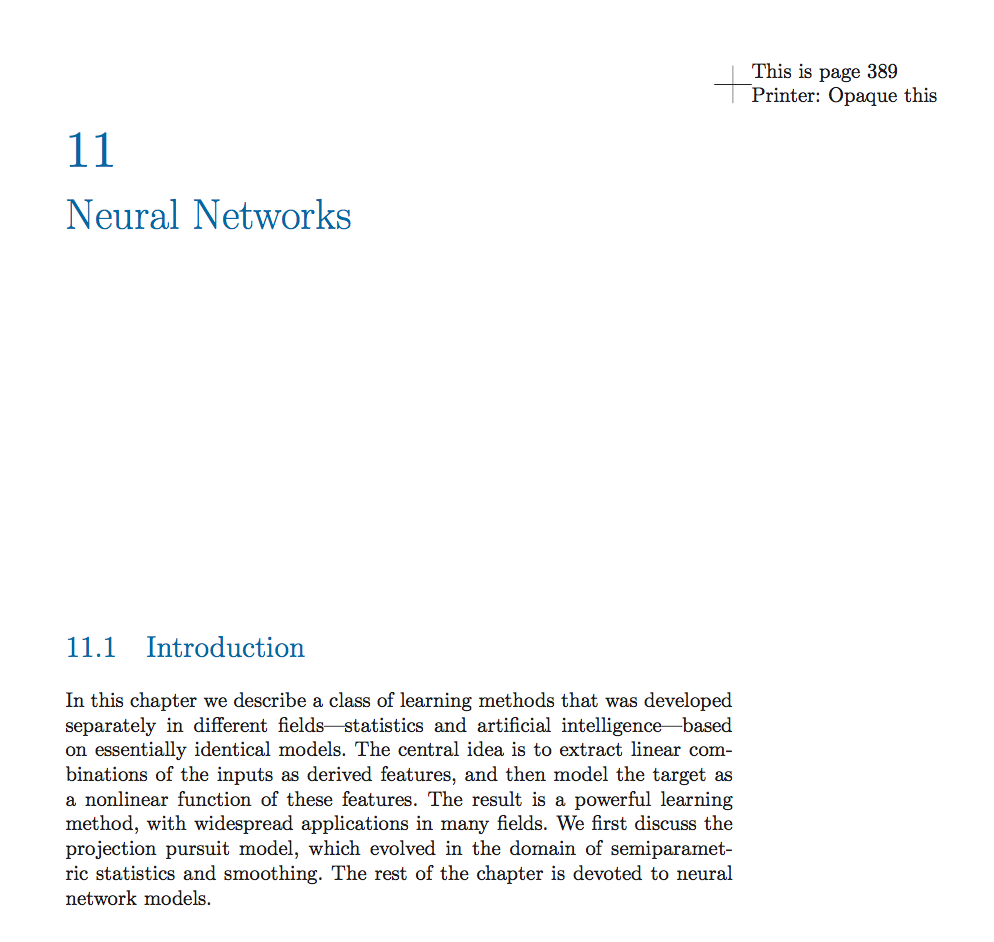 This is page 389
Printer: Opaque this
11
Neural Networks
11.1 Introduction
In this chapter we describe a class of learning methods that was developed
separately in different fields—statistics and artificial intelligence—based
on essentially identical models. The central idea is to extract linear com-
binations of the inputs as derived features, and then model the target as
a nonlinear function of these features. The result is a powerful learning
method, with widespread applications in many fields. We first discuss the
projection pursuit model, which evolved in the domain of semiparamet-
ric statistics and smoothing. The rest of the chapter is devoted to neural
network models.